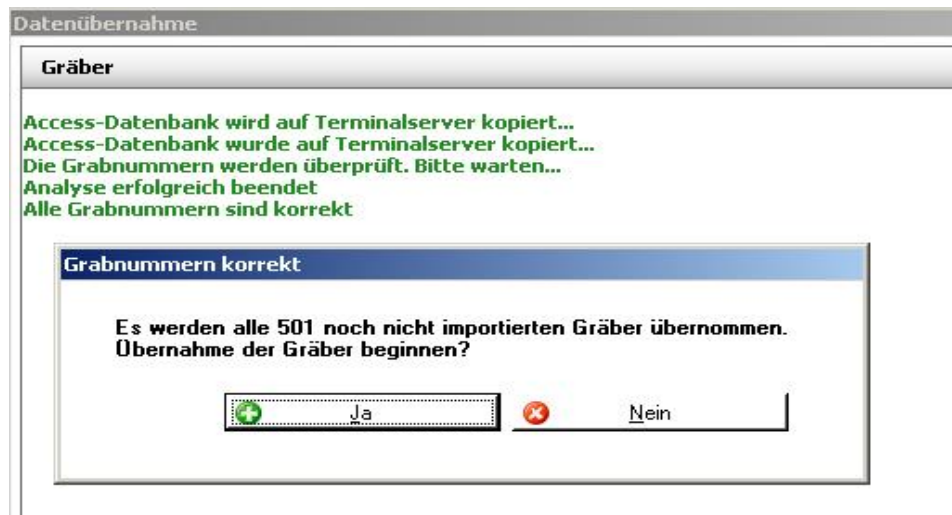 Datenübernahme
Gräber
Access-Datenbank wird auf Terminalserver kopiert...
Access-Datenbank wurde auf Terminalserver kopiert...
Die Grabnummern werden überprüft. Bitte warten...
Analyse erfolgreich beendet
Alle Grabnummern sind korrekt
Grabnummern korrekt
Es werden alle 501 noch nicht importierten Gräber übernommen.
Übernahme der Gräber beginnen?
Ja Nein